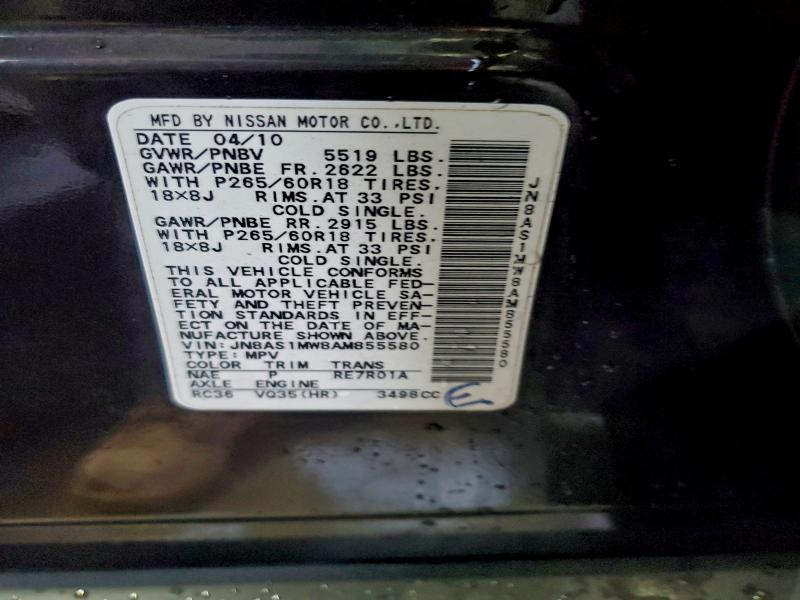 MFD BY NISSAN MOTOR CO.,LTD.
DATE 04/10
GVWR/PNBV 5519 LBS.
GAWR/PNBE FR. 2622 LBS.
WITH P265/60R18 TIRES.
18X8J RIMS. AT 33 PSI
COLD SINGLE.
GAWR/PNBE RR. 2915 LBS.
WITH P265/60R18 TIRES.
18X8J RIMS. AT 33 PSI
COLD SINGLE.
THIS VEHICLE CONFORMS
TO ALL APPLICABLE FED-
ERAL MOTOR VEHICLE SA-
FETY AND THEFT PREVEN-
TION STANDARDS IN EFF-
ECT ON THE DATE OF MA-
NUFACTURE SHOWN ABOVE.
VIN: JN8AS1MW8AM855580
TYPE: MPV
COLOR TRIM TRANS
NAE P RE7R01A
AXLE ENGINE
RC36 VQ35(HR) 3498CC
JN8AS1MW8AM855580
E